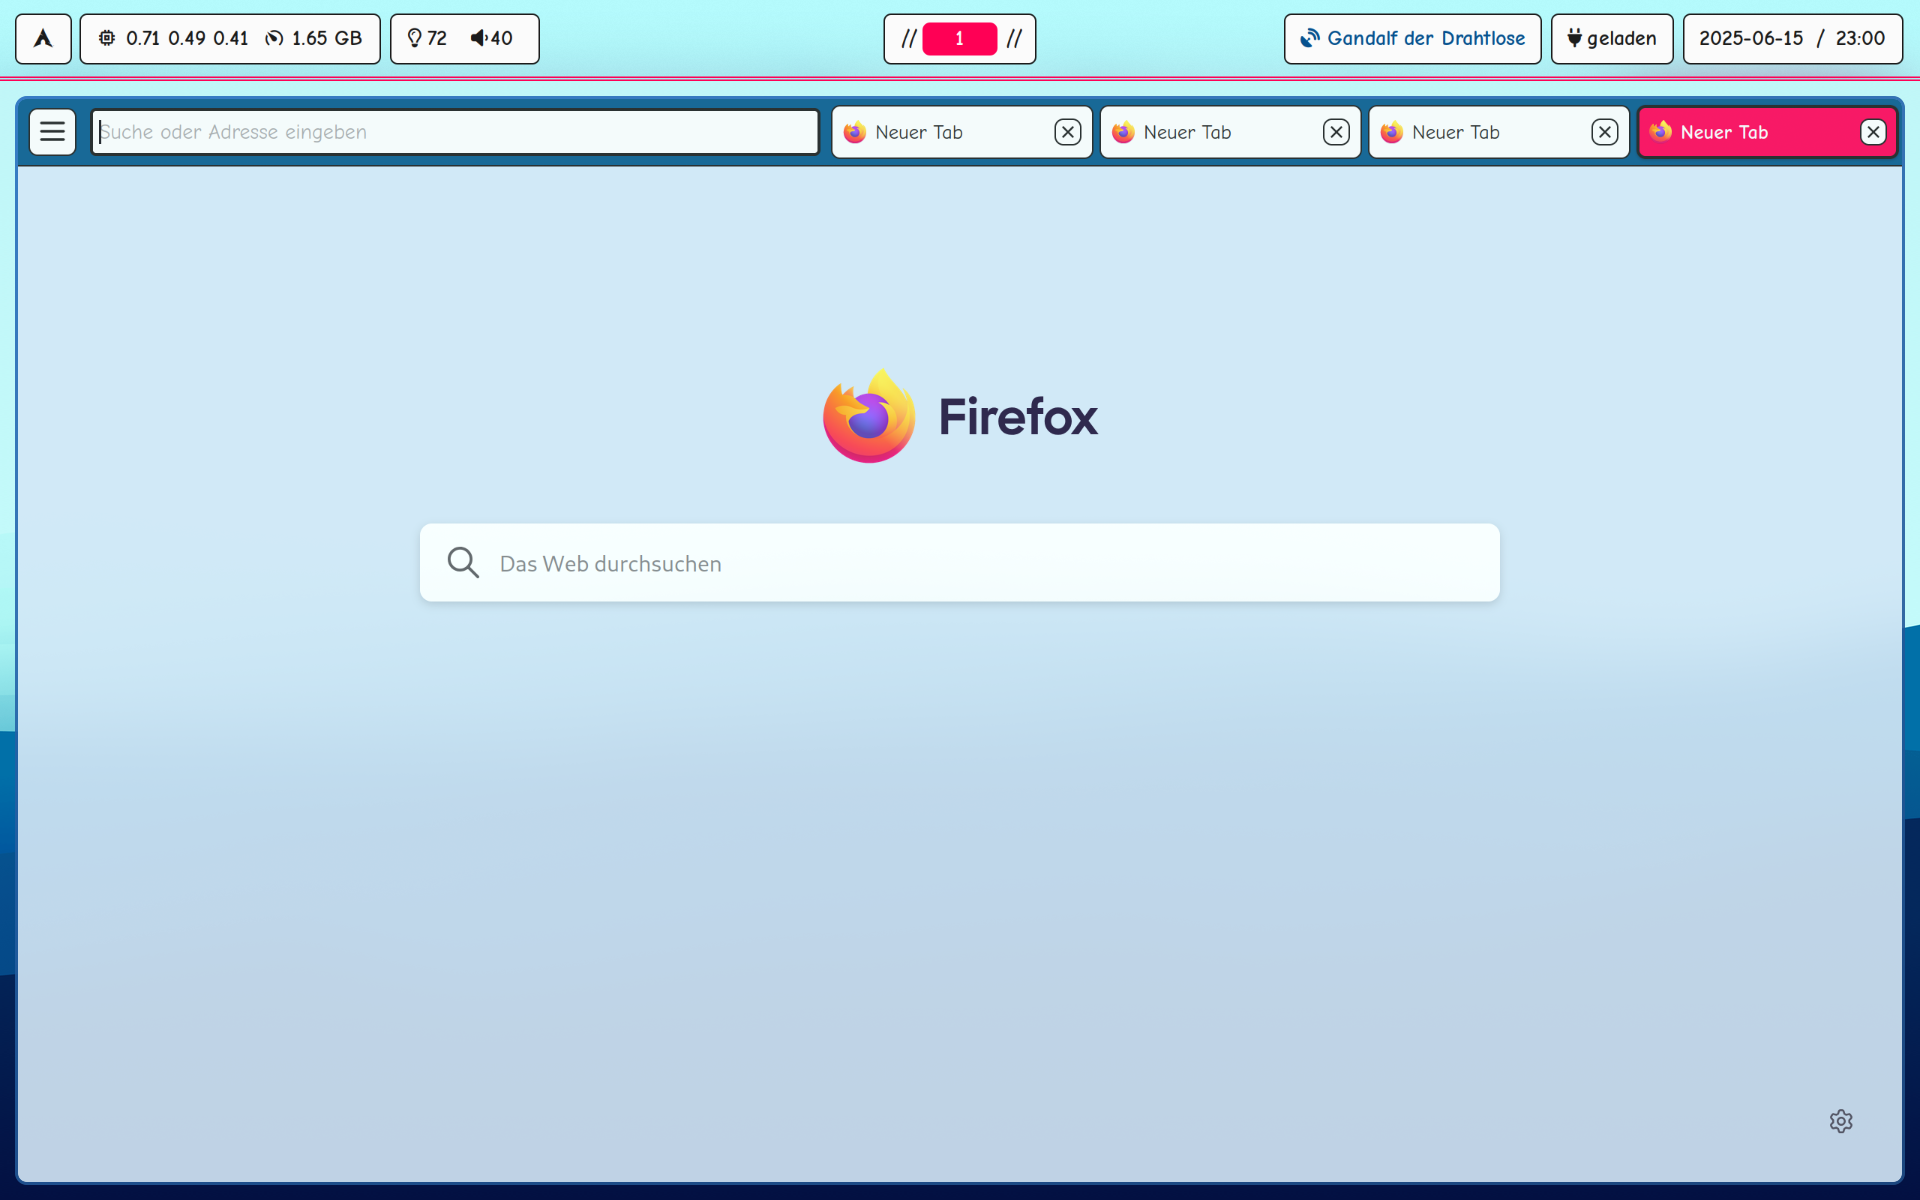 0.71 0.49 0.41 1.65 GB 72 40 // 1 // Gandalf der Drahtlose geladen 2025-06-15 / 23:00
Suche oder Adresse eingeben Neuer Tab Neuer Tab Neuer Tab Neuer Tab
Firefox
Das Web durchsuchen